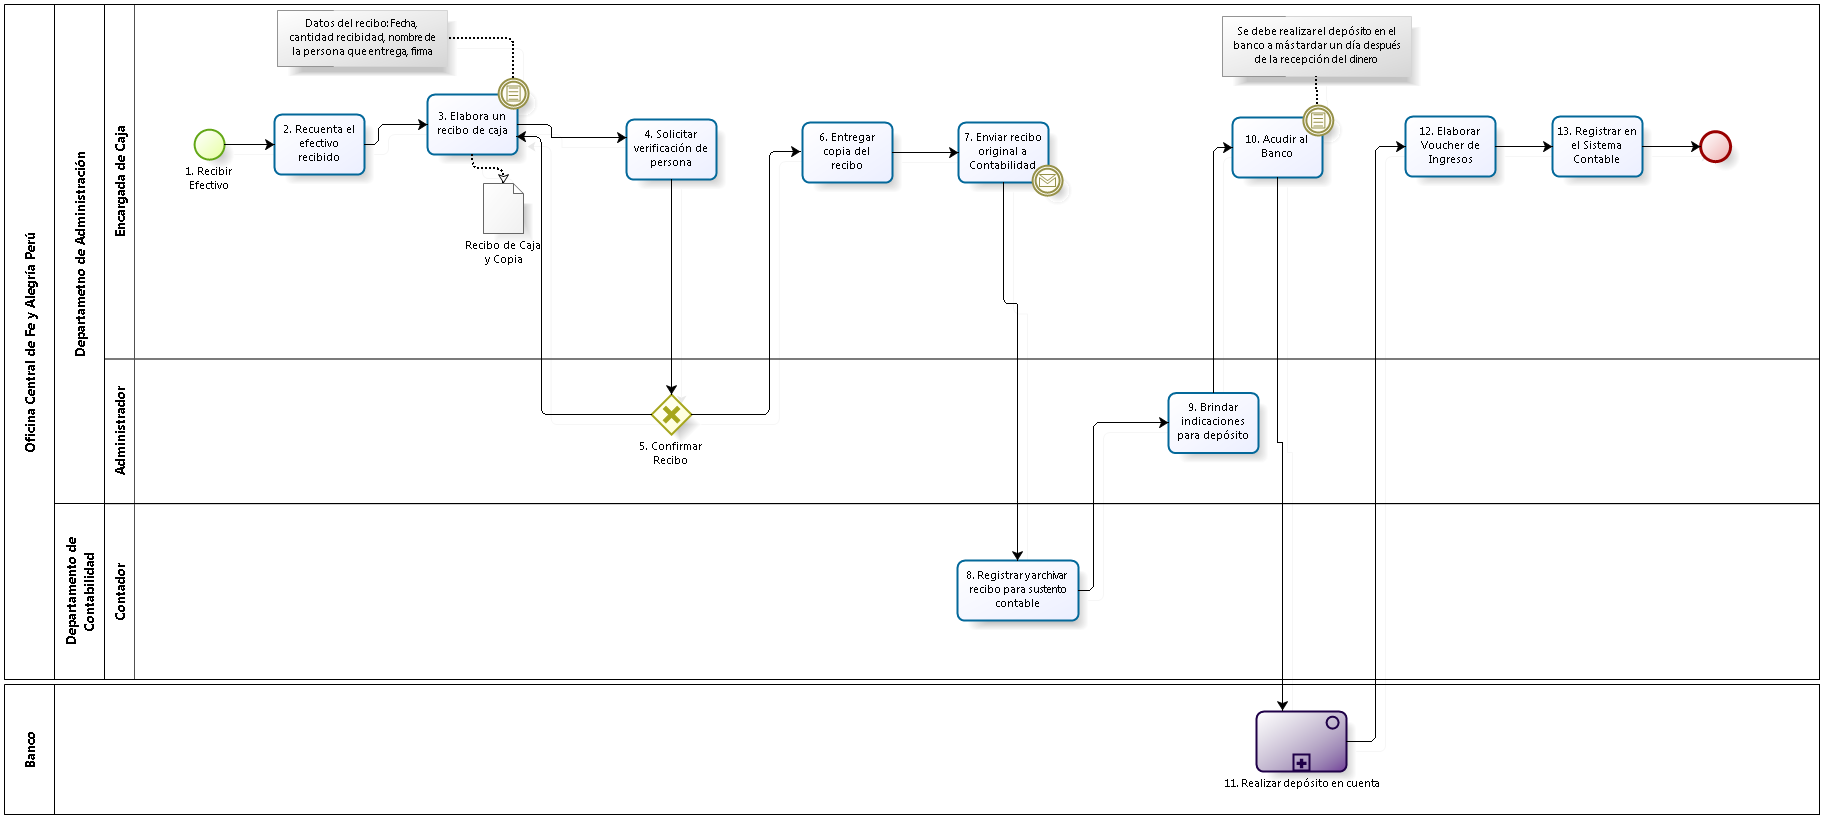 Oficina Central de Fe y Alegría Perú
Departametno de Administración
Encargada de Caja
Administrador
Departamento de
Contabilidad
Contador
Banco
Datos del recibo: Fecha,
cantidad recibidad, nombre de
la persona que entrega, firma
1. Recibir
Efectivo
2. Recuenta el
efectivo
recibido
3. Elabora un
recibo de caja
Recibo de Caja
y Copia
4. Solicitar
verificación de
persona
5. Confirmar
Recibo
6. Entregar
copia del
recibo
7. Enviar recibo
original a
Contabilidad
8. Registrar y archivar
recibo para sustento
contable
9. Brindar
indicaciones
para depósito
Se debe realizar el depósito en el
banco a más tardar un día después
de la recepción del dinero
10. Acudir al
Banco
11. Realizar depósito en cuenta
12. Elaborar
Voucher de
Ingresos
13. Registrar en
el Sistema
Contable